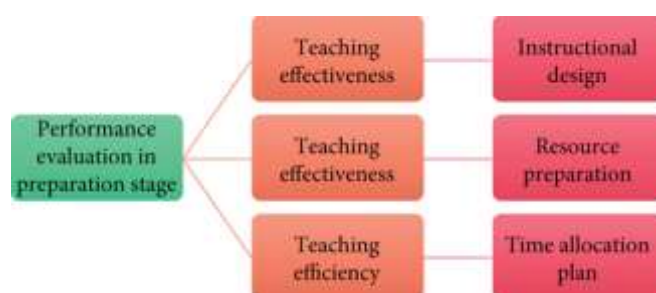 Performance
evaluation in
preparation stage
Teaching
effectiveness
Instructional
design
Teaching
effectiveness
Resource
preparation
Teaching
efficiency
Time allocation
plan